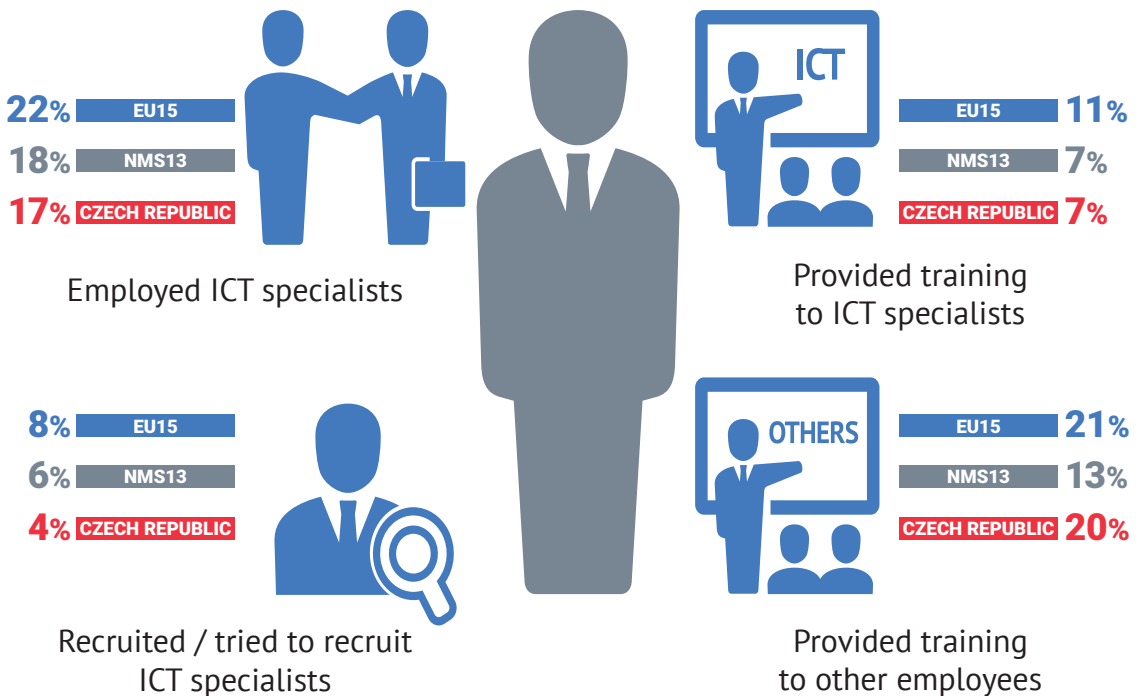 22% EU15
18% NMS13
17% CZECH REPUBLIC
Employed ICT specialists
ICT
EU15 11%
NMS13 7%
CZECH REPUBLIC 7%
Provided training
to ICT specialists
8% EU15
6% NMS13
4% CZECH REPUBLIC
Recruited / tried to recruit
ICT specialists
OTHERS
EU15 21%
NMS13 13%
CZECH REPUBLIC 20%
Provided training
to other employees